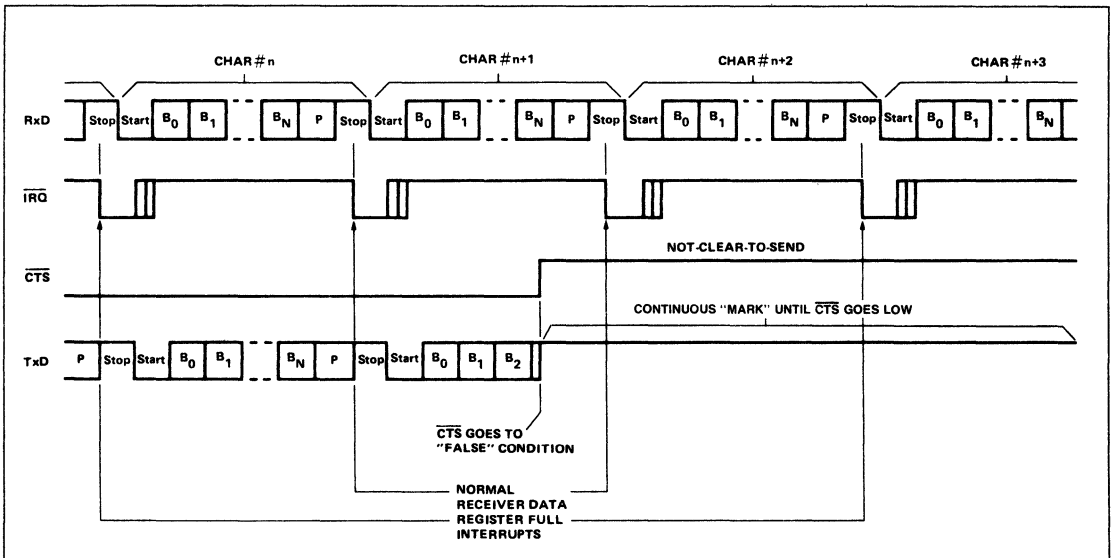 CHAR#n CHAR#n+1 CHAR#n+2 CHAR#n+3
RxD Stop Start B0 B1 BN P Stop Start B0 B1 BN P Stop Start B0 B1 BN P Stop Start B0 B1 BN
IRQ
NOT-CLEAR-TO-SEND
CTS
CONTINUOUS "MARK" UNTIL CTS GOES LOW
TxD P Stop Start B0 B1 BN P Stop Start B0 B1 B2
CTS GOES TO
"FALSE" CONDITION
NORMAL
RECEIVER DATA
REGISTER FULL
INTERRUPTS